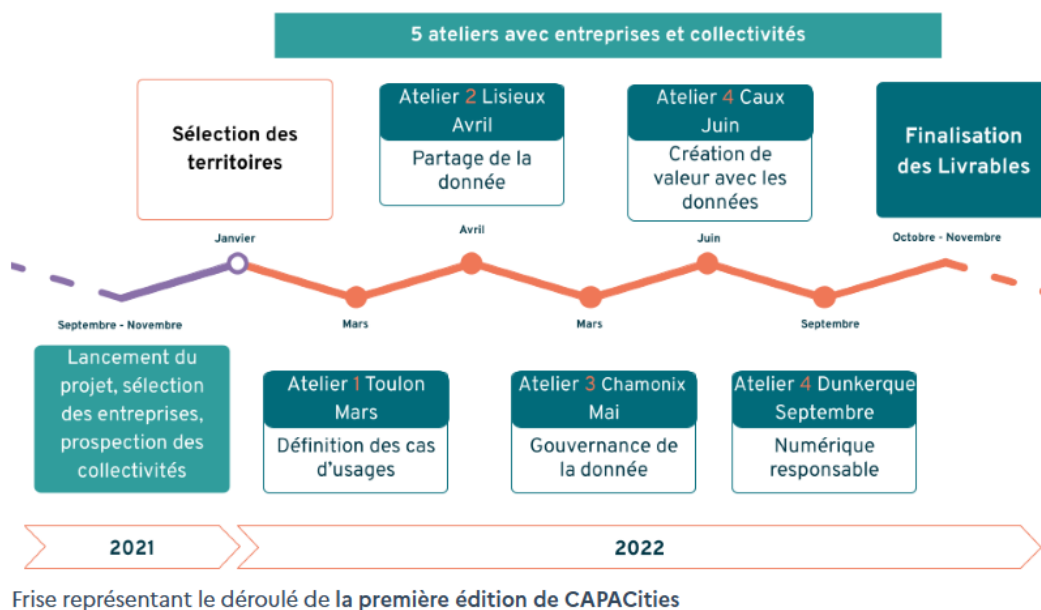 5 ateliers avec entreprises et collectivités
Sélection des
territoires
Atelier 2 Lisieux
Avril
Partage de la
donnée
Atelier 4 Caux
Juin
Création de
valeur avec les
données
Finalisation
des Livrables
Janvier
Avril
Juin
Octobre - Novembre
Septembre - Novembre
Mars
Mars
Septembre
Lancement du
projet, sélection
des entreprises,
prospection des
collectivités
Atelier 1 Toulon
Mars
Définition des cas
d'usages
Atelier 3 Chamonix
Mai
Gouvernance de
la donnée
Atelier 4 Dunkerque
Septembre
Numérique
responsable
2021
2022
Frise représentant le déroulé de la première édition de CAPACities